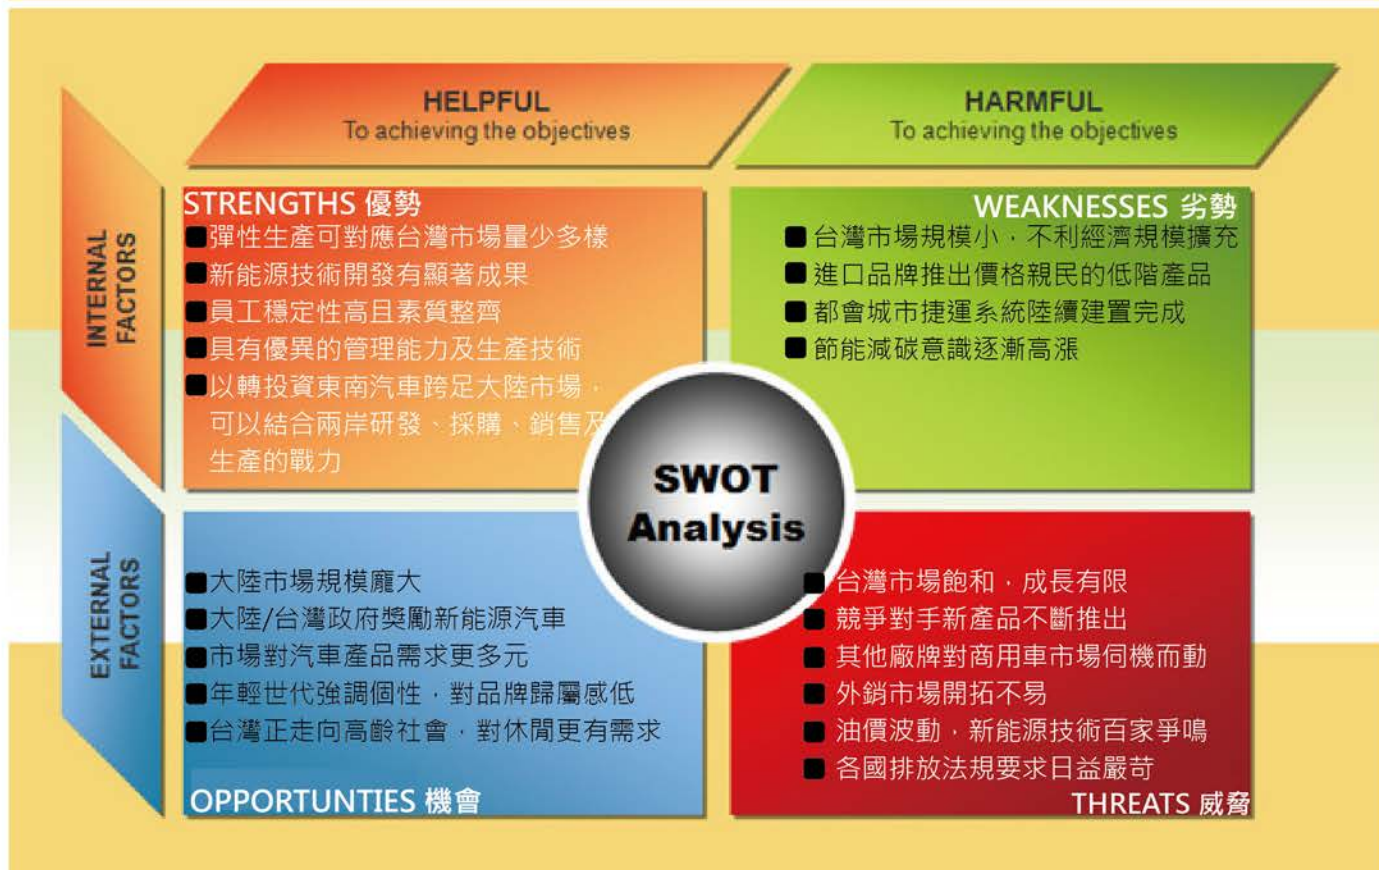 HELPFUL
To achieving the objectives
HARMFUL
To achieving the objectives
INTERNAL
FACTORS
STRENGTHS 優勢
■彈性生產可對應台灣市場量少多樣
■新能源技術開發有顯著成果
■員工穩定性高且素質整齊
■具有優異的管理能力及生產技術
■以轉投資東南汽車跨足大陸市場，
可以結合兩岸研發、採購、銷售及
生產的戰力
WEAKNESSES 劣勢
■台灣市場規模小，不利經濟規模擴充
■進口品牌推出價格親民的低階產品
■都會城市捷運系統陸續建置完成
■節能減碳意識逐漸高漲
SWOT
Analysis
EXTERNAL
FACTORS
■大陸市場規模龐大
■大陸/台灣政府獎勵新能源汽車
■市場對汽車產品需求更多元
■年輕世代強調個性，對品牌歸屬感低
■台灣正走向高齡社會，對休閒更有需求
OPPORTUNTIES 機會
■台灣市場飽和，成長有限
■競爭對手新產品不斷推出
■其他廠牌對商用車市場伺機而動
■外銷市場開拓不易
■油價波動，新能源技術百家爭鳴
■各國排放法規要求日益嚴苛
THREATS 威脅